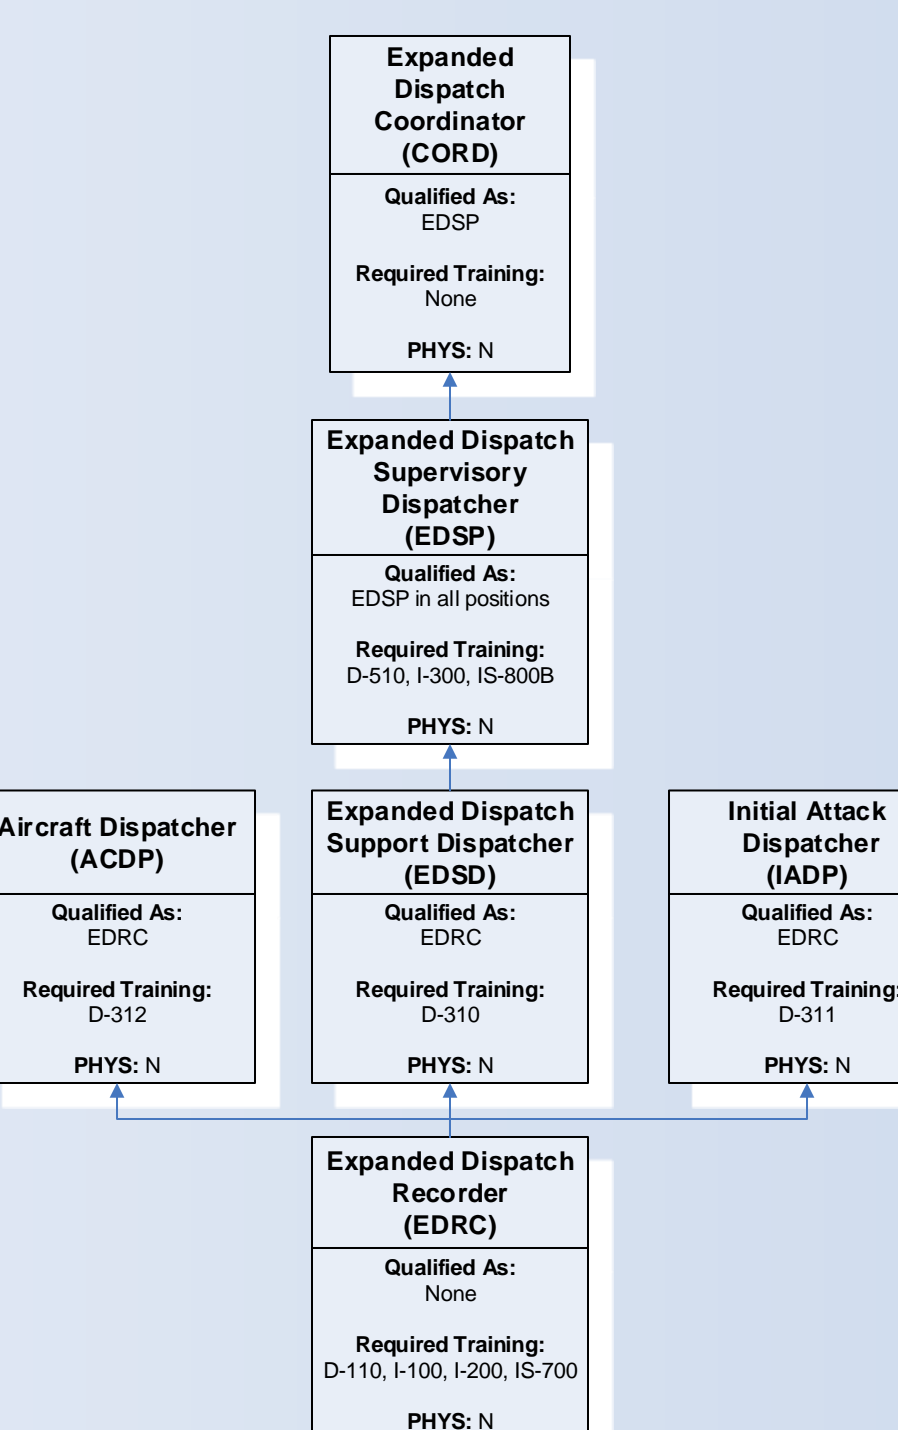 Expanded
Dispatch
Coordinator
(CORD)
Qualified As:
EDSP
Required Training:
None
PHYS: N
Expanded Dispatch
Supervisory
Dispatcher
(EDSP)
Qualified As:
EDSP in all positions
Required Training:
D-510, I-300, IS-800B
PHYS: N
Aircraft Dispatcher
(ACDP)
Qualified As:
EDRC
Required Training:
D-312
PHYS: N
Expanded Dispatch
Support Dispatcher
(EDSD)
Qualified As:
EDRC
Required Training:
D-310
PHYS: N
Initial Attack
Dispatcher
(IADP)
Qualified As:
EDRC
Required Training:
D-311
PHYS: N
Expanded Dispatch
Recorder
(EDRC)
Qualified As:
None
Required Training:
D-110, I-100, I-200, IS-700
PHYS: N